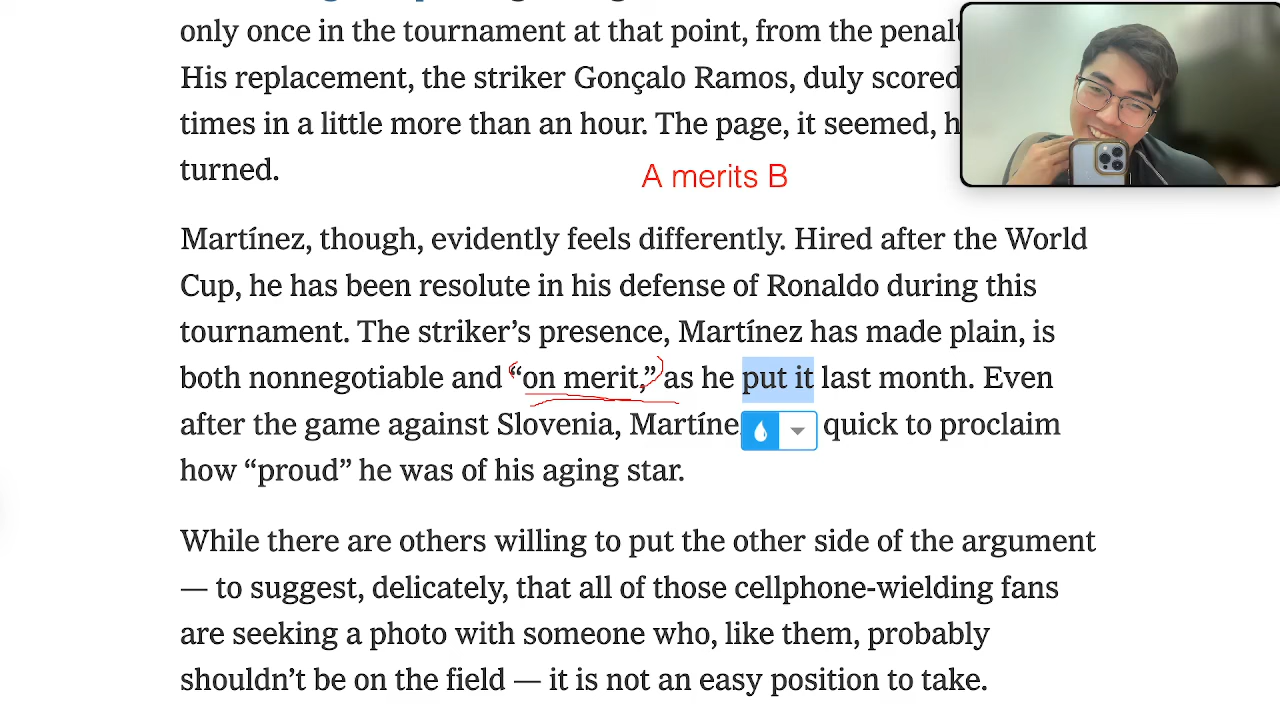 only once in the tournament at that point, from the penalt
His replacement, the striker Gonçalo Ramos, duly scored
times in a little more than an hour. The page, it seemed, h
turned.
A merits B
Martínez, though, evidently feels differently. Hired after the World
Cup, he has been resolute in his defense of Ronaldo during this
tournament. The striker’s presence, Martínez has made plain, is
both nonnegotiable and “on merit,” as he put it last month. Even
after the game against Slovenia, Martíne quick to proclaim
how “proud” he was of his aging star.
While there are others willing to put the other side of the argument
— to suggest, delicately, that all of those cellphone-wielding fans
are seeking a photo with someone who, like them, probably
shouldn’t be on the field — it is not an easy position to take.